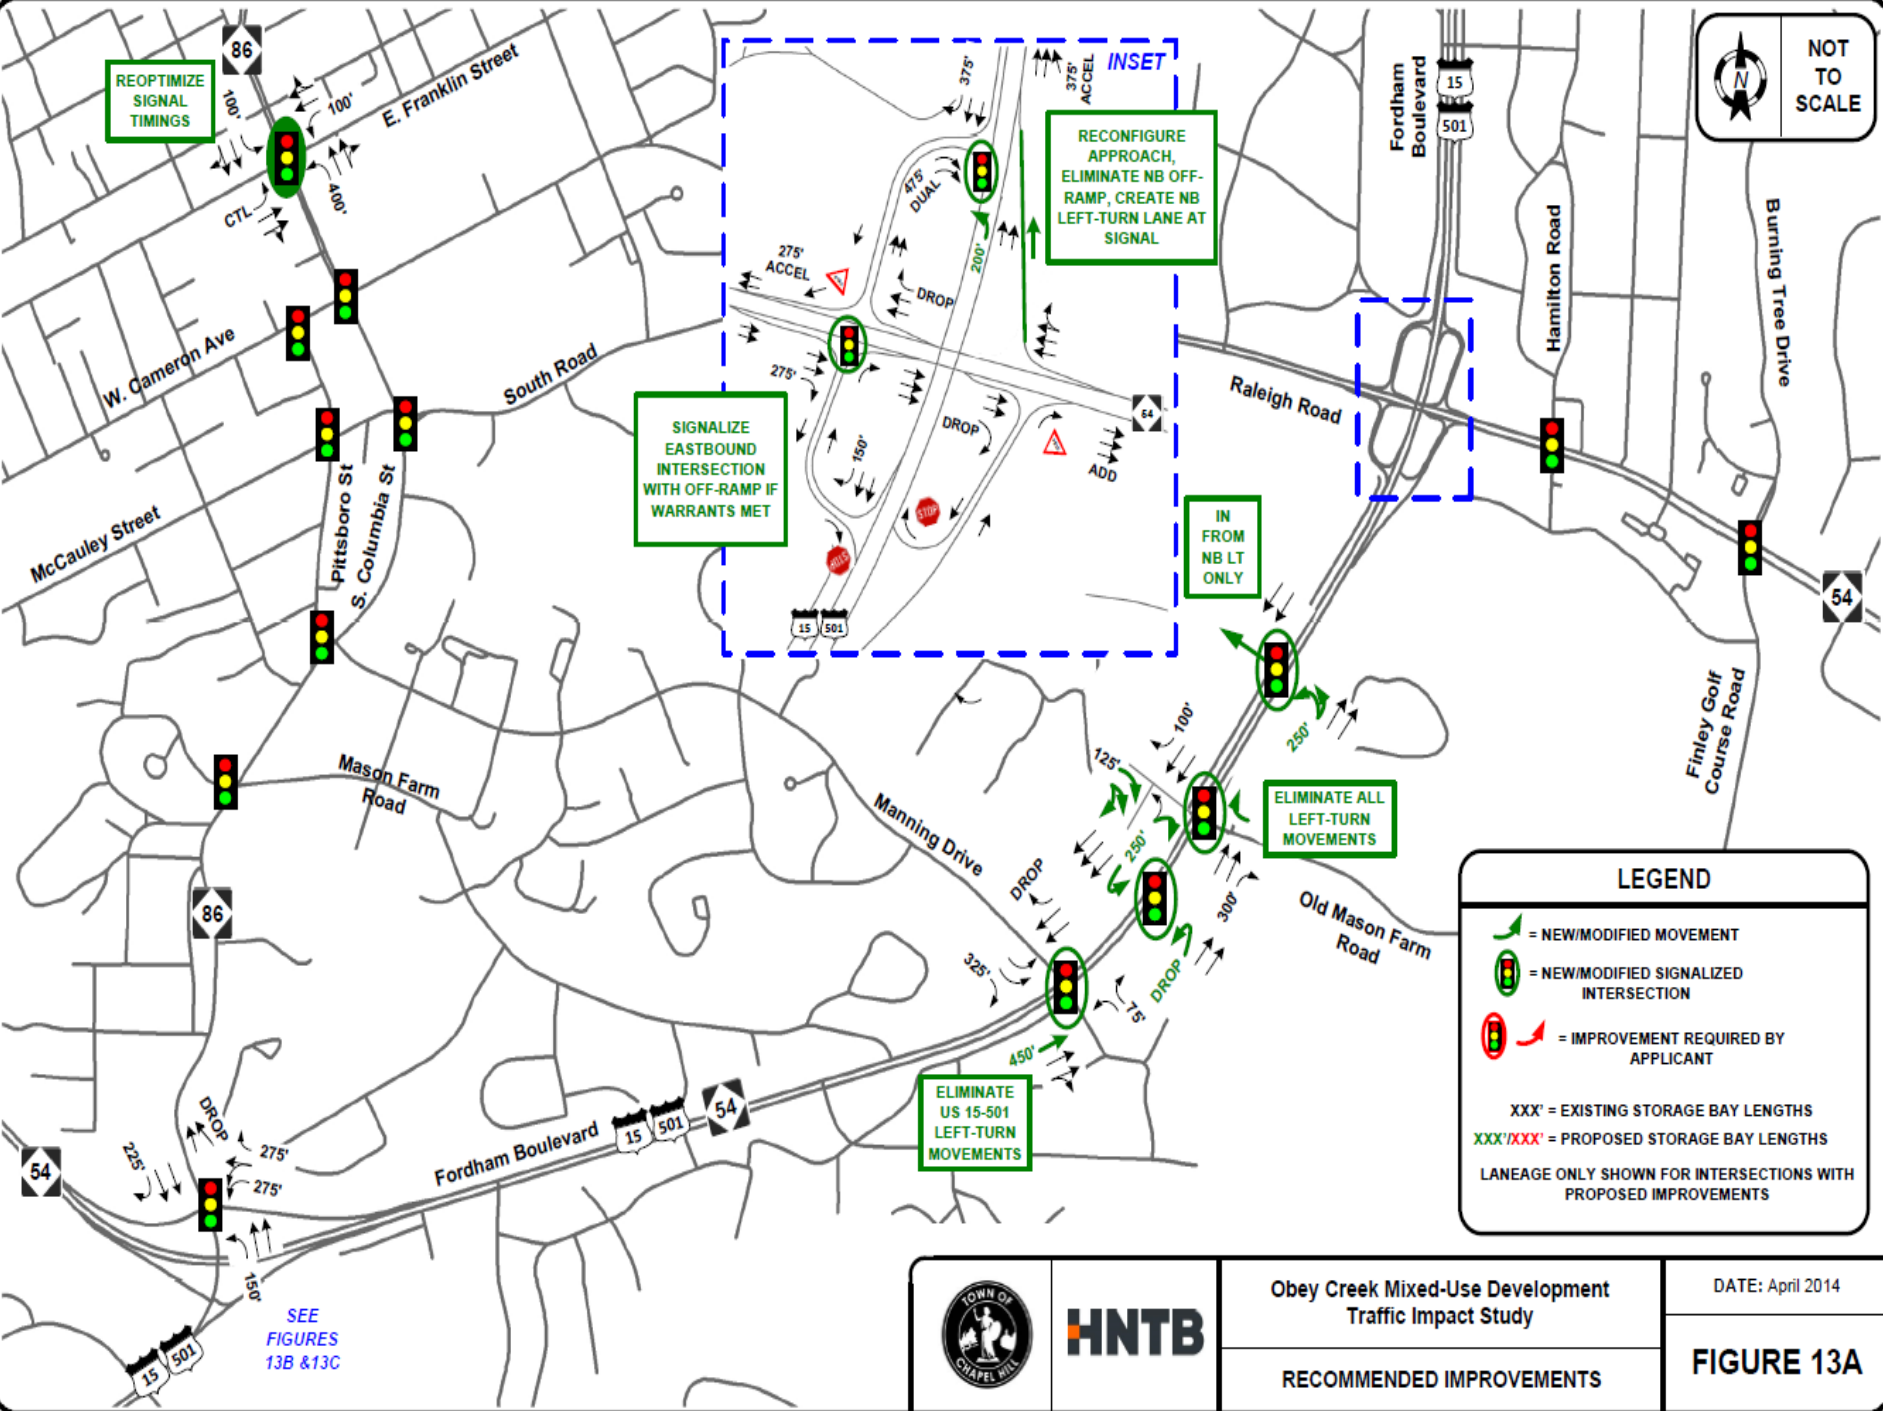 86
REOPTIMIZE
SIGNAL
TIMINGS
100'
100'
E. Franklin Street
CTL
400'
W. Cameron Ave
South Road
McCauley Street
Pittsboro St
S. Columbia St
Mason Farm
Road
86
Manning Drive
INSET
375'
375'
ACCEL
RECONFIGURE
APPROACH,
ELIMINATE NB OFF-
RAMP, CREATE NB
LEFT-TURN LANE AT
SIGNAL
475'
DUAL
200'
275'
ACCEL
DROP
275'
DROP
54
ADD
150'
STOP
STOP
15
501
SIGNALIZE
EASTBOUND
INTERSECTION
WITH OFF-RAMP IF
WARRANTS MET
Fordham
Boulevard
15
501
NOT
TO
SCALE
N
Hamilton Road
Burning Tree Drive
Raleigh Road
54
Finley Golf
Course Road
IN
FROM
NB LT
ONLY
250'
100'
125'
250'
ELIMINATE ALL
LEFT-TURN
MOVEMENTS
300'
Old Mason Farm
Road
DROP
DROP
325'
75'
450'
ELIMINATE
US 15-501
LEFT-TURN
MOVEMENTS
Fordham Boulevard
15
501
54
54
DROP
225'
275'
275'
150'
15
501
SEE
FIGURES
13B &13C
LEGEND
= NEW/MODIFIED MOVEMENT
= NEW/MODIFIED SIGNALIZED
INTERSECTION
= IMPROVEMENT REQUIRED BY
APPLICANT
XXX' = EXISTING STORAGE BAY LENGTHS
XXX'/XXX' = PROPOSED STORAGE BAY LENGTHS
LANEAGE ONLY SHOWN FOR INTERSECTIONS WITH
PROPOSED IMPROVEMENTS
TOWN OF
CHAPEL HILL
HNTB
Obey Creek Mixed-Use Development
Traffic Impact Study
RECOMMENDED IMPROVEMENTS
DATE: April 2014
FIGURE 13A